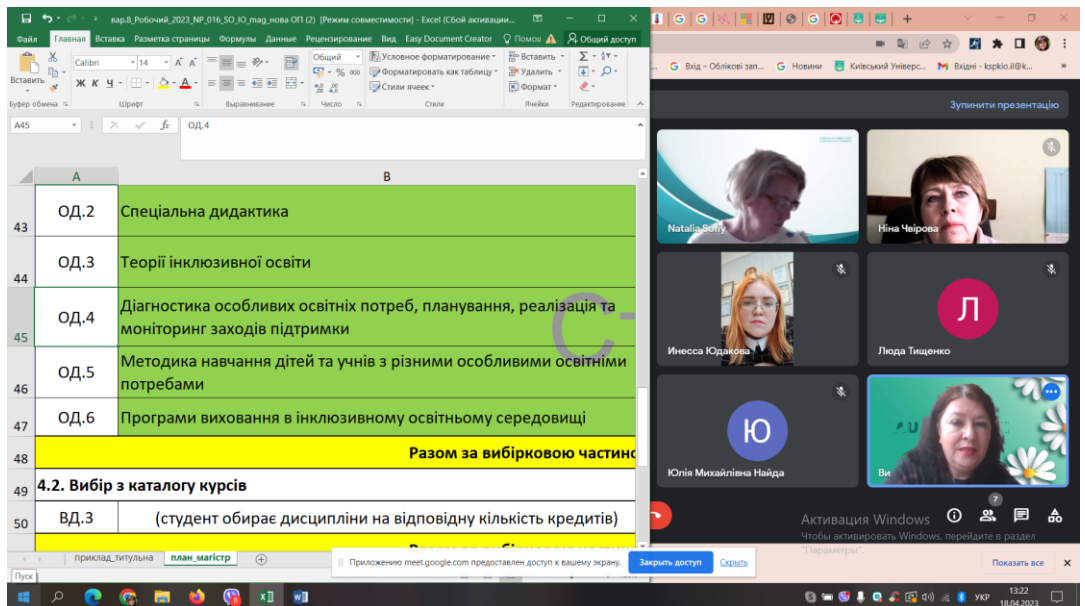 вар.8_Робочий_2023_NP_016_SO_IO_mag_нова ОП (2) [Режим совместимости] - Excel (Сбой активации...
Файл Главная Вставка Разметка страницы Формулы Данные Рецензирование Вид Easy Document Creator Помощ Общий доступ
Вставить
Calibri 14
Ж К Ч
Общий
% 000
Условное форматирование
Форматировать как таблицу
Стили ячеек
Вставить
Удалить
Формат
Буфер обмена Шрифт Выравнивание Число Стили Ячейки Редактирование
A45 fx ОД.4
A B
43 ОД.2 Спеціальна дидактика
44 ОД.3 Теорії інклюзивної освіти
45 ОД.4 Діагностика особливих освітніх потреб, планування, реалізація та
моніторинг заходів підтримки
46 ОД.5 Методика навчання дітей та учнів з різними особливими освітніми
потребами
47 ОД.6 Програми виховання в інклюзивному освітньому середовищі
48 Разом за вибірковою частино
49 4.2. Вибір з каталогу курсів
50 ВД.3 (студент обирає дисципліни на відповідну кількість кредитів)
приклад_титульна план_магістр
Пуск
Приложению meet.google.com предоставлен доступ к вашему экрану. Закрыть доступ Скрыть
Вхід – Облікові зап... Новини Київський Універс... Вхідні - kspkio.il@k...
Зупинити презентацію
Natalia Sofiy
Ніна Чвірова
Инесса Юдакова
Л
Люда Тищенко
Ю
Юлія Михайлівна Найда
Ви
7
Активация Windows
Чтобы активировать Windows, перейдите в раздел
"Параметры".
Показать все
УКР
13:22
18.04.2023